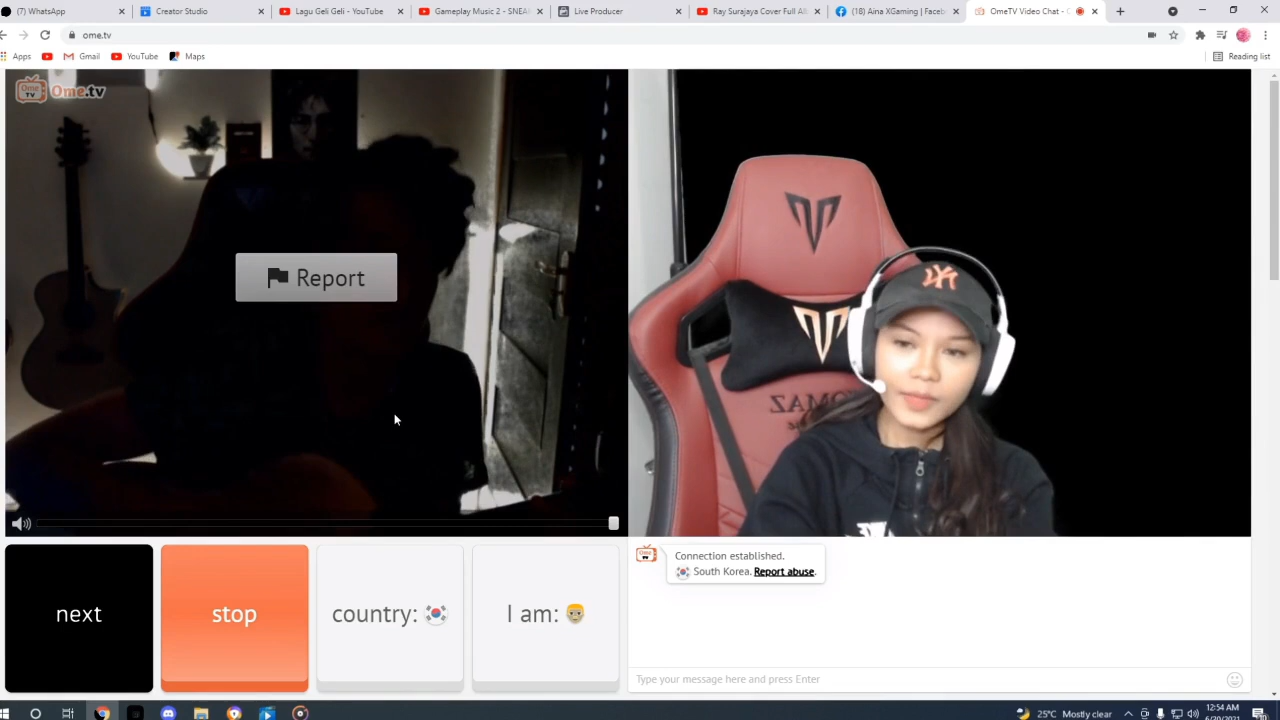 (7) WhatsApp
Creator Studio
Lagu Geli Geli - YouTube
Gameplay Music 2 - SNEA
Live Producer
Ray Surajaya Cover Full Al
(18) Aina XGaming | Faceb
OmeTV Video Chat - C
ome.tv
Apps
Gmail
YouTube
Maps
Reading list
Ome TV Ome.tv
Report
next
stop
country:
I am:
Connection established.
South Korea. Report abuse.
Type your message here and press Enter
25°C Mostly clear
12:54 AM